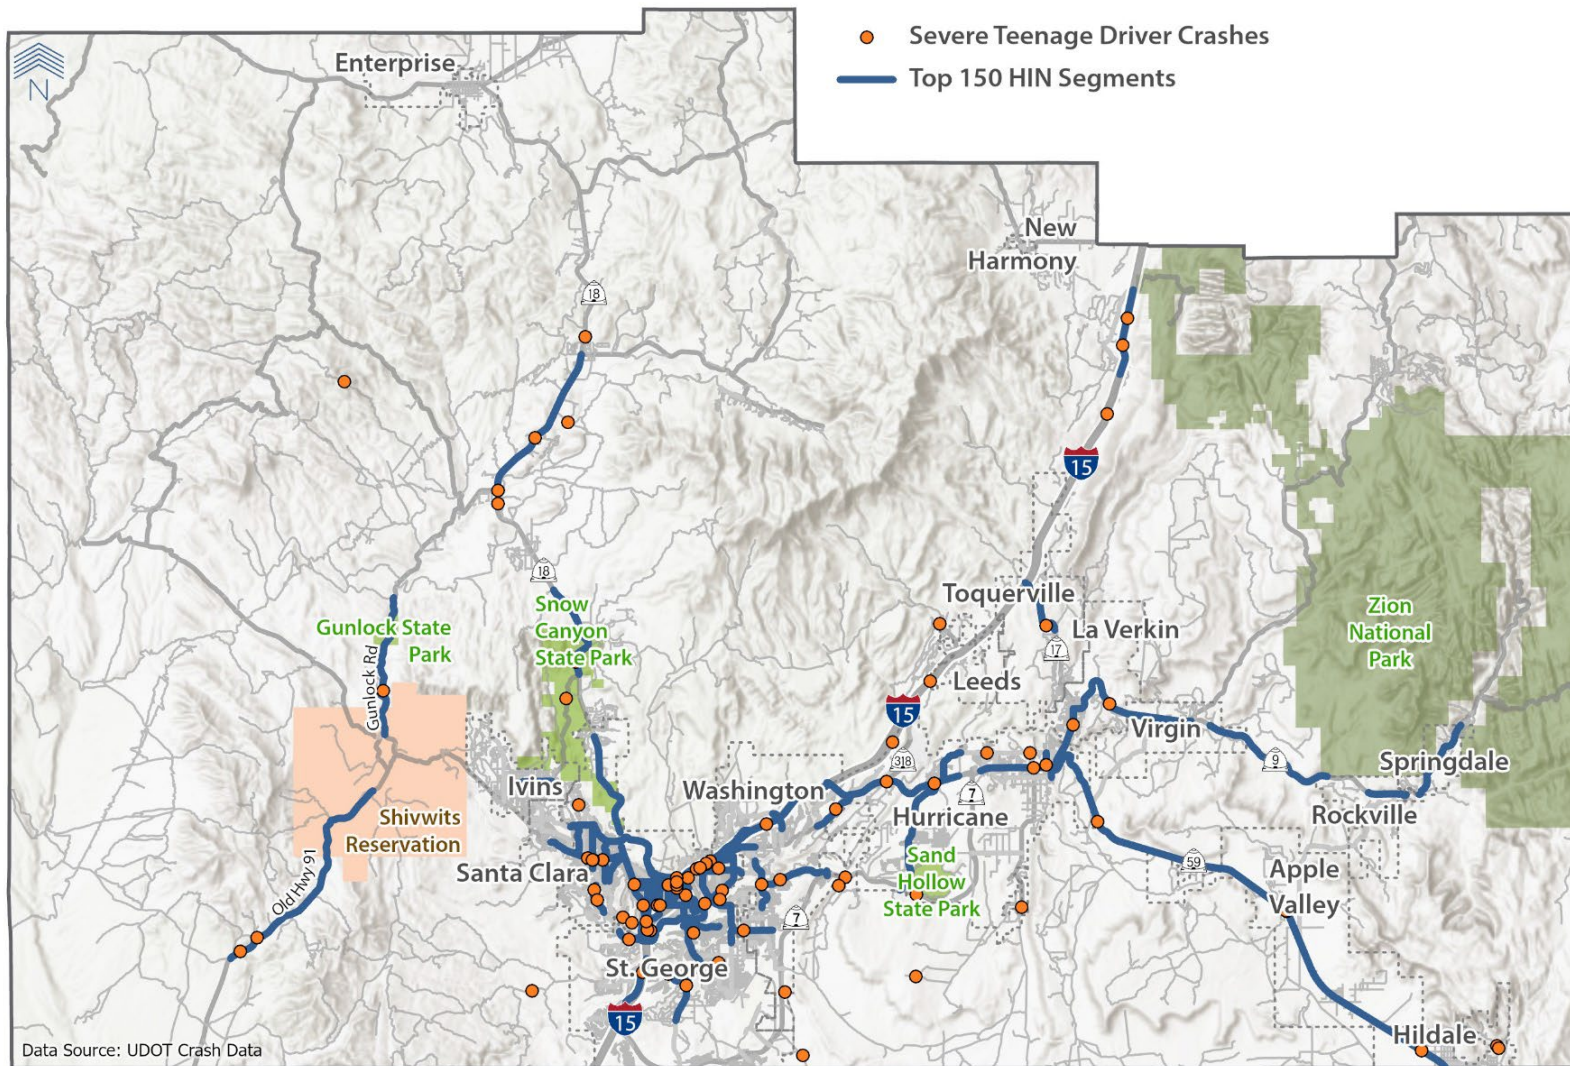 Severe Teenage Driver Crashes
Top 150 HIN Segments
N
Enterprise
New
Harmony
18
15
18
Toquerville
Snow
Canyon
State Park
Gunlock State
Park
Zion
National
Park
La Verkin
17
Gunlock Rd
Leeds
15
Virgin
318
9
Springdale
Ivins
Washington
7
Hurricane
Rockville
Shivwits
Reservation
Sand
Hollow
State Park
59
Apple
Valley
Santa Clara
Old Hwy 91
7
St. George
15
Hildale
Data Source: UDOT Crash Data